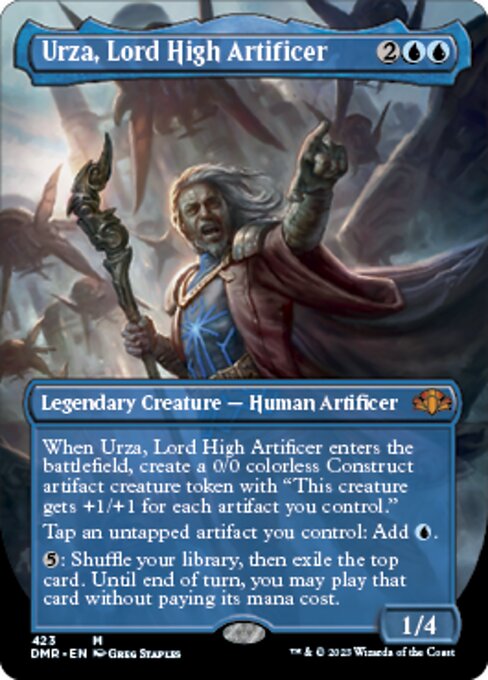 Urza, Lord High Artificer 2
Legendary Creature — Human Artificer
When Urza, Lord High Artificer enters the
battlefield, create a 0/0 colorless Construct
artifact creature token with “This creature
gets +1/+1 for each artifact you control.”
Tap an untapped artifact you control: Add .
5: Shuffle your library, then exile the top
card. Until end of turn, you may play that
card without paying its mana cost.
1/4
423 M
DMR • EN Greg Staples
™ & © 2023 Wizards of the Coast